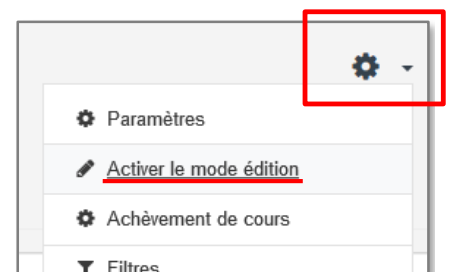 Paramètres
Activer le mode édition
Achèvement de cours
Filtres